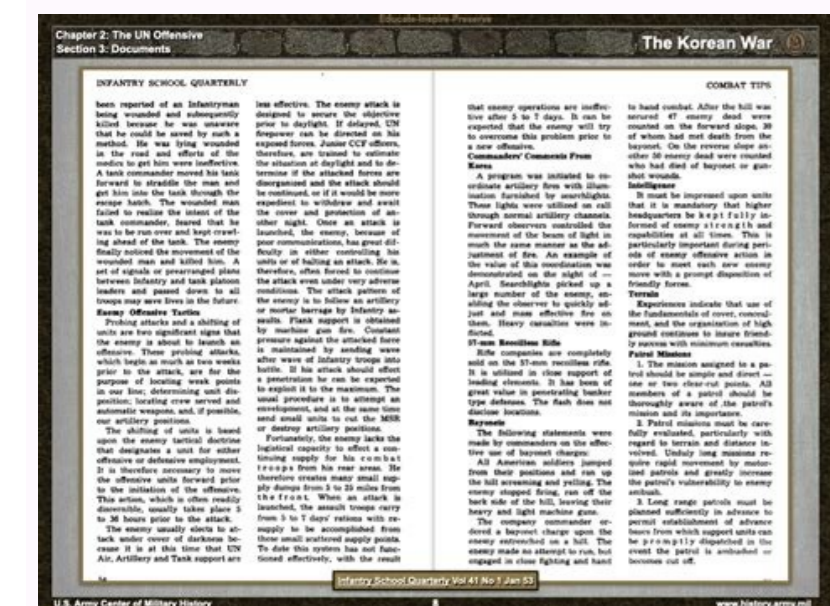 Educate-Inspire-Preserve
Chapter 2: The UN Offensive
Section 3: Documents
The Korean War
INFANTRY SCHOOL QUARTERLY
been reported of an Infantryman
being wounded and subsequently
killed because he was unaware
that he could be saved by such a
method. He was lying wounded
in the road and efforts of the
medics to get him were ineffective.
A tank commander moved his tank
forward to straddle the man and
get him into the tank through the
escape hatch. The wounded man
failed to realize the intent of the
tank commander, feared that he
was to be run over and kept crawl-
ing ahead of the tank. The enemy
finally noticed the movement of the
wounded man and killed him. A
set of signals or prearranged plans
between Infantry and tank platoon
leaders and passed down to all
troops may save lives in the future.
Enemy Offensive Tactics
Probing attacks and a shifting of
units are two significant signs that
the enemy is about to launch an
offensive. These probing attacks,
which begin as much as two weeks
prior to the attack, are for the
purpose of locating weak points
in our line; determining unit dis-
position; locating crew served and
automatic weapons, and, if possible,
our artillery positions.
The shifting of units is based
upon the enemy tactical doctrine
that designates a unit for either
offensive or defensive employment.
It is therefore necessary to move
the offensive units forward prior
to the initiation of the offensive.
This action, which is often readily
discernible, usually takes place 5
to 36 hours prior to the attack.
The enemy usually elects to at-
tack under cover of darkness be-
cause it is at this time that UN
Air, Artillery and Tank support are
less effective. The enemy attack is
designed to secure the objective
prior to daylight. If delayed, UN
firepower can be directed on his
exposed forces. Junior CCF officers,
therefore, are trained to estimate
the situation at daylight and to de-
termine if the attacked forces are
disorganized and the attack should
be continued, or if it would be more
expedient to withdraw and await
the cover and protection of an-
other night. Once an attack is
launched, the enemy, because of
poor communications, has great dif-
ficulty in either controlling his
units or of halting an attack. He is,
therefore, often forced to continue
the attack even under very adverse
conditions. The attack pattern of
the enemy is to follow an artillery
or mortar barrage by Infantry as-
saults. Flank support is obtained
by machine gun fire. Constant
pressure against the attacked force
is maintained by sending wave
after wave of Infantry troops into
battle. If his attack should effect
a penetration he can be expected
to exploit it to the maximum. The
usual procedure is to attempt an
envelopment, and at the same time
send small units to cut the MSR
or destroy artillery positions.
Fortunately, the enemy lacks the
logistical capacity to effect a con-
tinuing supply for his combat
troops from his rear areas. He
therefore creates many small sup-
ply dumps from 5 to 25 miles from
the front. When an attack is
launched, the assault troops carry
from 5 to 7 days' rations with re-
supply to be accomplished from
these small scattered supply points.
To date this system has not func-
tioned effectively, with the result
COMBAT TIPS
that enemy operations are ineffec-
tive after 5 to 7 days. It can be
expected that the enemy will try
to overcome this problem prior to
a new offensive.
Commanders' Comments From
Korea
A program was initiated to co-
ordinate artillery fires with illum-
ination furnished by searchlights.
These lights were utilized on call
through normal artillery channels.
Forward observers controlled the
movement of the beam of light in
much the same manner as the ad-
justment of fire. An example of
the value of this coordination was
demonstrated on the night of —
April. Searchlights picked up a
large number of the enemy, en-
abling the observer to quickly ad-
just and mass effective fire on
them. Heavy casualties were in-
flicted.
57-mm Recoilless Rifle
Rifle companies are completely
sold on the 57-mm recoilless rifle.
It is utilized in close support of
leading elements. It has been of
great value in penetrating bunker
type defenses. The flash does not
disclose locations.
Bayonets
The following statements were
made by commanders on the effec-
tive use of bayonet charges:
All American soldiers jumped
from their positions and ran up
the hill screaming and yelling. The
enemy stopped firing, ran off the
back side of the hill, leaving their
heavy and light machine guns.
The company commander or-
dered a bayonet charge upon the
enemy entrenched on a hill. The
enemy made no attempt to run, but
engaged in close fighting and hand
to hand combat. After the hill was
secured 47 enemy dead were
counted on the forward slope, 30
of whom had met death from the
bayonet. On the reverse slope an-
other 50 enemy dead were counted
who had died of bayonet or gun-
shot wounds.
Intelligence
It must be impressed upon units
that it is mandatory that higher
headquarters be kept fully in-
formed of enemy strength and
capabilities at all times. This is
particularly important during peri-
ods of enemy offensive action in
order to meet each new enemy
move with a prompt disposition of
friendly forces.
Terrain
Experiences indicate that use of
the fundamentals of cover, conceal-
ment, and the organization of high
ground continues to insure friend-
ly success with minimum casualties.
Patrol Missions
1. The mission assigned to a pa-
trol should be simple and direct —
one or two clear-cut points. All
members of a patrol should be
thoroughly aware of the patrol's
mission and its importance.
2. Patrol missions must be care-
fully evaluated, particularly with
regard to terrain and distance in-
volved. Unduly long missions re-
quire rapid movement by motor-
ized patrols and greatly increase
the patrol's vulnerability to enemy
ambush.
3. Long range patrols must be
planned sufficiently in advance to
permit establishment of advance
bases from which support units can
be promptly dispatched in the
event the patrol is ambushed or
becomes cut off.
Infantry School Quarterly Vol 41 No 1 Jan 53
U.S. Army Center of Military History
www.history.army.mil